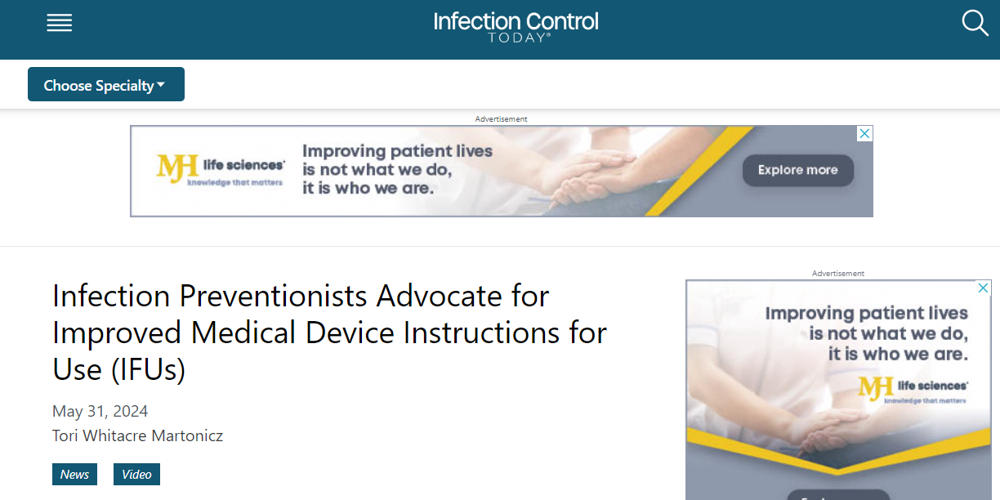 Infection Control
TODAY®
Choose Specialty
Advertisement
MH life sciences®
knowledge that matters
Improving patient lives
is not what we do,
it is who we are.
Explore more
Infection Preventionists Advocate for
Improved Medical Device Instructions for
Use (IFUs)
May 31, 2024
Tori Whitacre Martonicz
News
Video
Advertisement
Improving patient lives
is not what we do,
it is who we are.
MH life sciences®
knowledge that matters